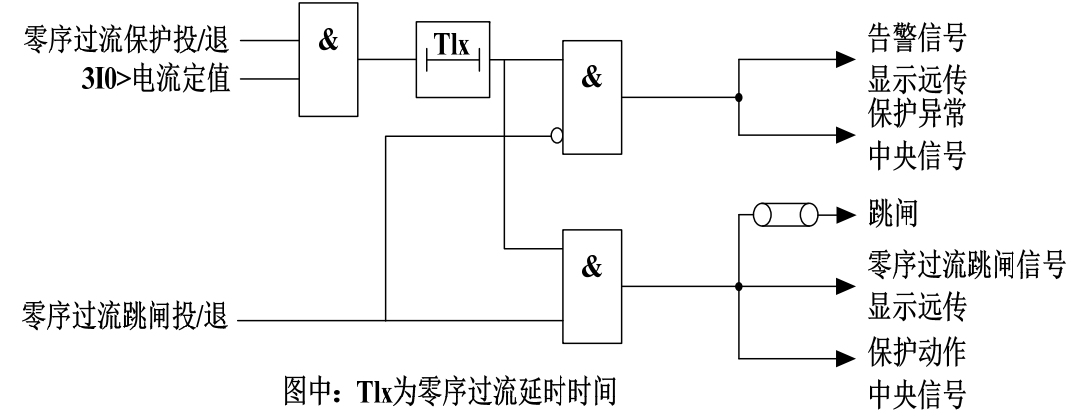 零序过流保护投/退
3I0>电流定值
&
Tlx
&
告警信号
显示远传
保护异常
中央信号
零序过流跳闸投/退
&
跳闸
零序过流跳闸信号
显示远传
保护动作
中央信号
图中：Tlx为零序过流延时时间